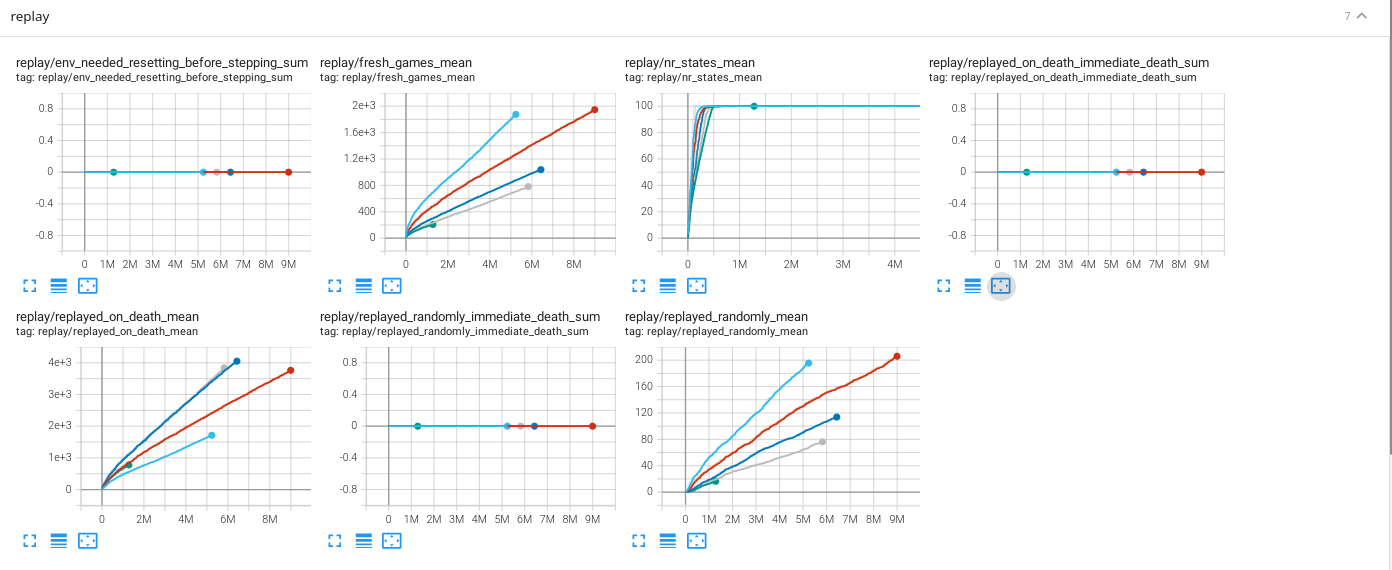 replay
7
replay/env_needed_resetting_before_stepping_sum
tag: replay/env_needed_resetting_before_stepping_sum
0.8
0.4
0
-0.4
-0.8
0 1M 2M 3M 4M 5M 6M 7M 8M 9M
replay/fresh_games_mean
tag: replay/fresh_games_mean
2e+3
1.6e+3
1.2e+3
800
400
0
0 2M 4M 6M 8M
replay/nr_states_mean
tag: replay/nr_states_mean
100
80
60
40
20
0
0 1M 2M 3M 4M
replay/replayed_on_death_immediate_death_sum
tag: replay/replayed_on_death_immediate_death_sum
0.8
0.4
0
-0.4
-0.8
0 1M 2M 3M 4M 5M 6M 7M 8M 9M
replay/replayed_on_death_mean
tag: replay/replayed_on_death_mean
4e+3
3e+3
2e+3
1e+3
0
0 2M 4M 6M 8M
replay/replayed_randomly_immediate_death_sum
tag: replay/replayed_randomly_immediate_death_sum
0.8
0.4
0
-0.4
-0.8
0 1M 2M 3M 4M 5M 6M 7M 8M 9M
replay/replayed_randomly_mean
tag: replay/replayed_randomly_mean
200
160
120
80
40
0
0 1M 2M 3M 4M 5M 6M 7M 8M 9M